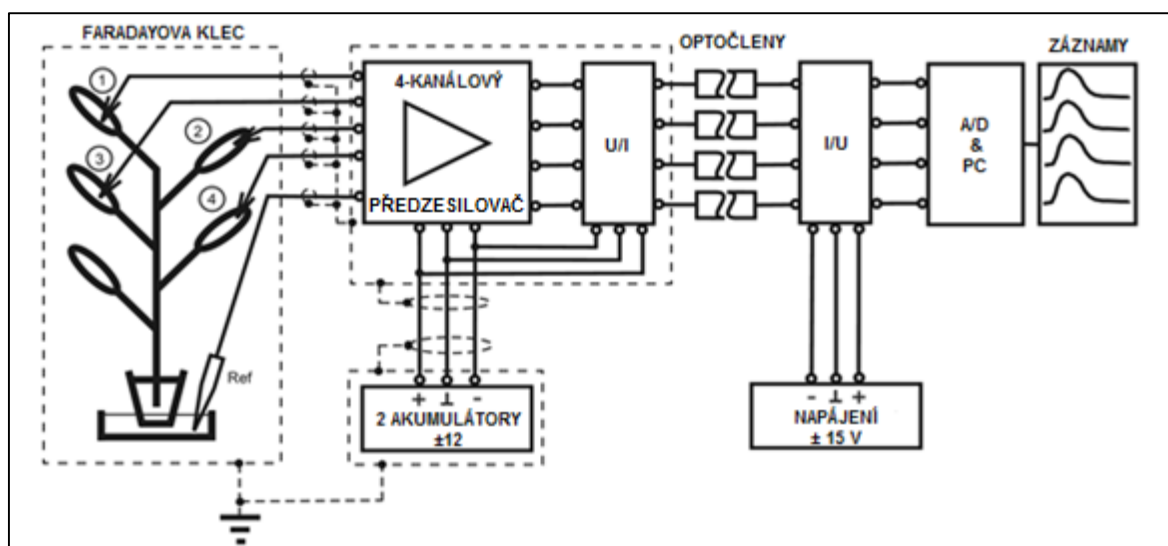 FARADAYOVA KLEC
1
2
3
4
Ref
4-KANÁLOVÝ
PŘEDZESILOVAČ
U/I
OPTOČLENY
I/U
A/D
&
PC
ZÁZNAMY
+ ⊥ -
2 AKUMULÁTORY
±12
- ⊥ +
NAPÁJENÍ
± 15 V